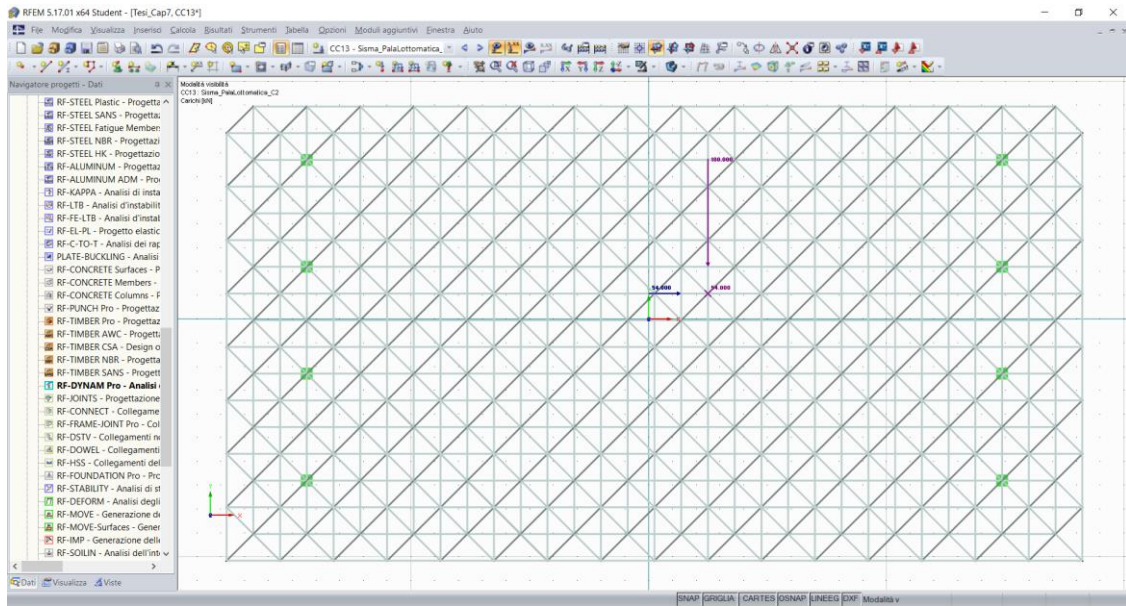 RFEM 5.17.01 x64 Student - [Tesi_Cap7, CC13*]
File Modifica Visualizza Inserisci Calcola Risultati Strumenti Tabella Opzioni Moduli aggiuntivi Finestra Aiuto
CC13 - Sisma_PalaLottomatica_
Navigatore progetti - Dati
RF-STEEL Plastic - Progetta
RF-STEEL SANS - Progetta
RF-STEEL Fatigue Member
RF-STEEL NBR - Progettazi
RF-STEEL HK - Progettazio
RF-ALUMINUM - Progettaz
RF-ALUMINUM ADM - Pro
RF-KAPPA - Analisi di insta
RF-LTB - Analisi d'instabilit
RF-FE-LTB - Analisi d'instal
RF-EL-PL - Progetto elastic
RF-C-TO-T - Analisi dei rap
PLATE-BUCKLING - Analisi
RF-CONCRETE Surfaces - P
RF-CONCRETE Members -
RF-CONCRETE Columns - P
RF-PUNCH Pro - Progettaz
RF-TIMBER Pro - Progettaz
RF-TIMBER AWC - Progett
RF-TIMBER CSA - Design o
RF-TIMBER NBR - Progetta
RF-TIMBER SANS - Progett
RF-DYNAM Pro - Analisi
RF-JOINTS - Progettazione
RF-CONNECT - Collegame
RF-FRAME-JOINT Pro - Col
RF-DSTV - Collegamenti n
RF-DOWEL - Collegamenti
RF-HSS - Collegamenti del
RF-FOUNDATION Pro - Prc
RF-STABILITY - Analisi di st
RF-DEFORM - Analisi degli
RF-MOVE - Generazione d
RF-MOVE-Surfaces - Gener
RF-IMP - Generazione delle
RF-SOILIN - Analisi dell'int
Dati Visualizza Viste
Modalità visibilità
CC13 : Sisma_PalaLottomatica_C2
Carichi [kN]
100.000
54.000 54.000
X
SNAP GRIGLIA CARTES OSNAP LINEEG DXF Modalità v